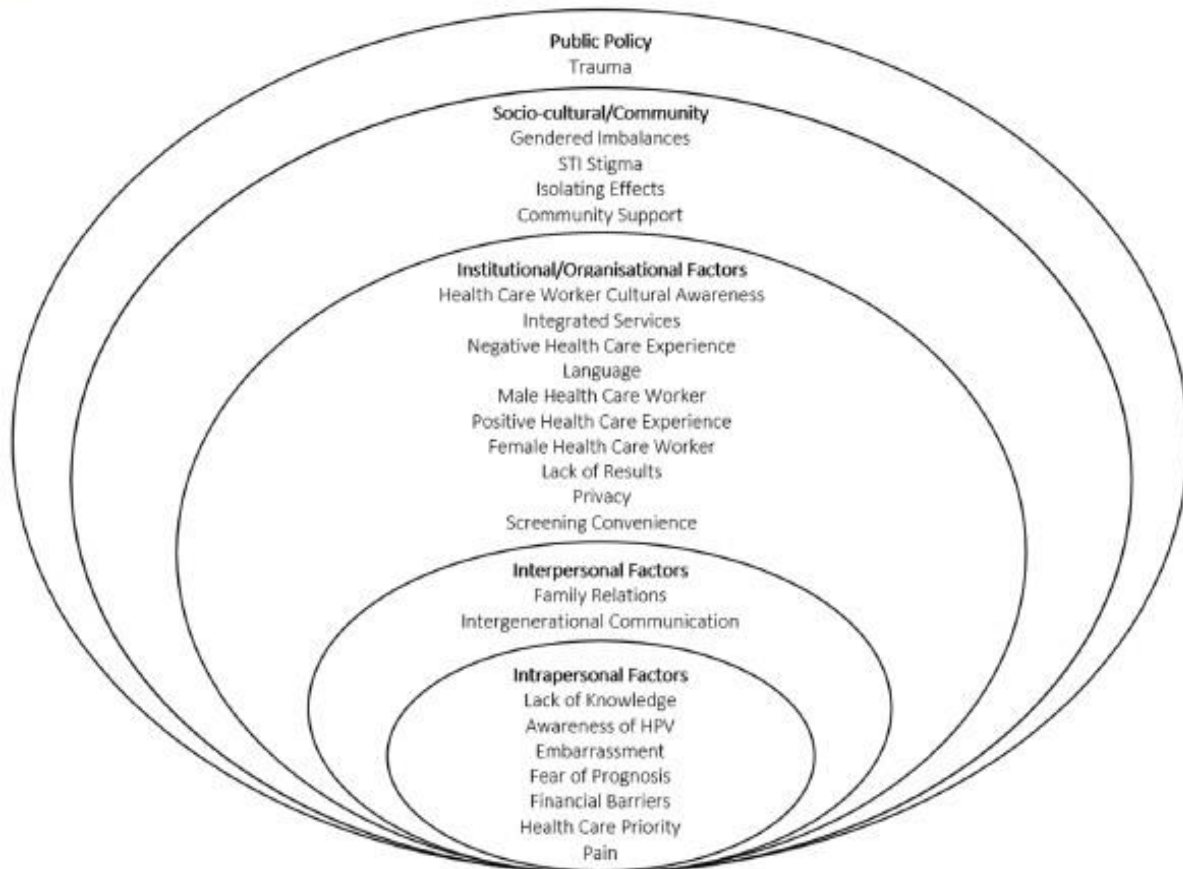 Public Policy
Trauma
Socio-cultural/Community
Gendered Imbalances
STI Stigma
Isolating Effects
Community Support
Institutional/Organisational Factors
Health Care Worker Cultural Awareness
Integrated Services
Negative Health Care Experience
Language
Male Health Care Worker
Positive Health Care Experience
Female Health Care Worker
Lack of Results
Privacy
Screening Convenience
Interpersonal Factors
Family Relations
Intergenerational Communication
Intrapersonal Factors
Lack of Knowledge
Awareness of HPV
Embarrassment
Fear of Prognosis
Financial Barriers
Health Care Priority
Pain